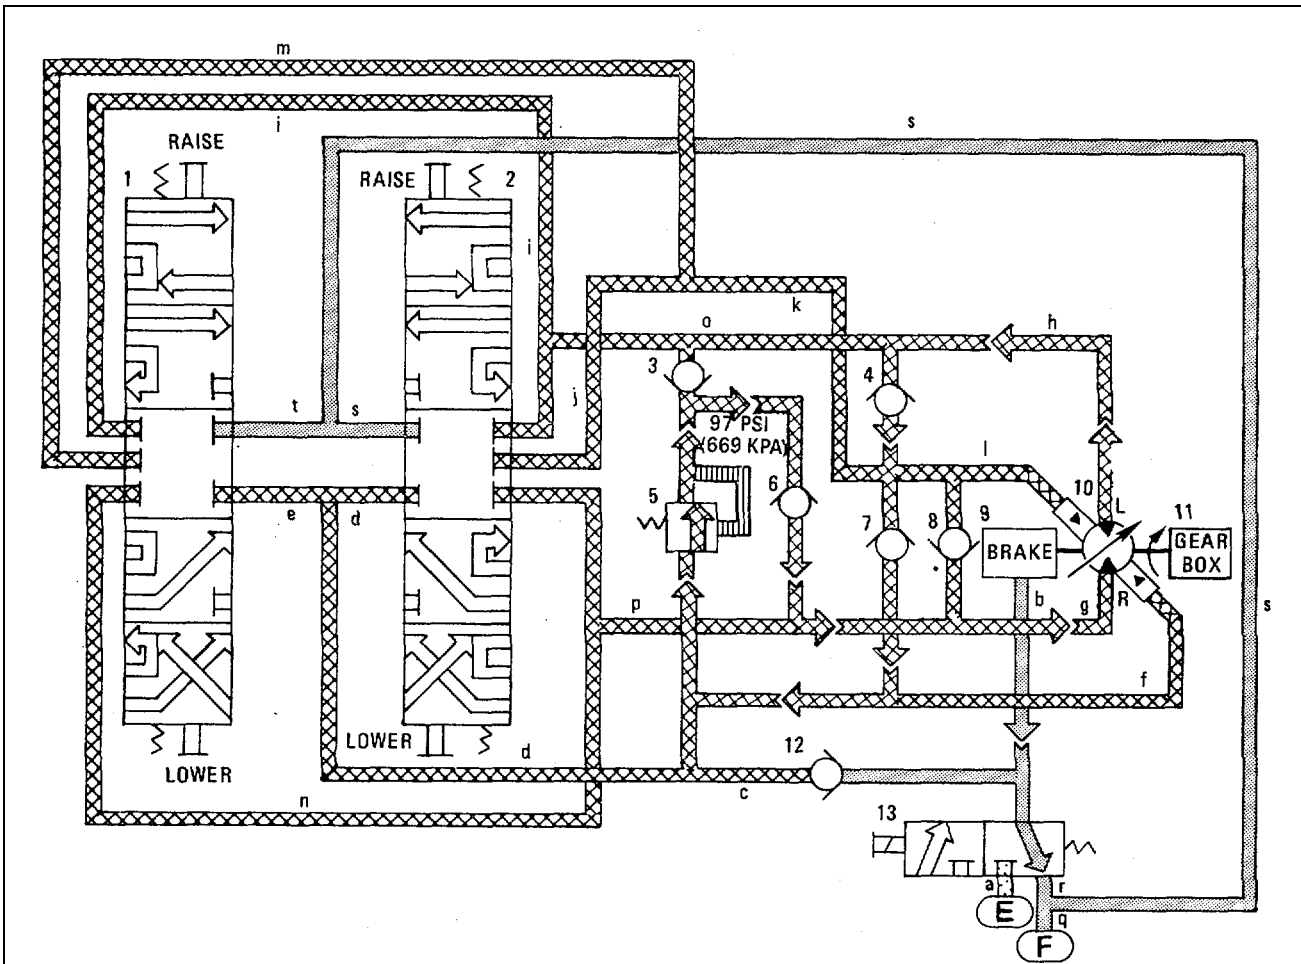 m
i
s
RAISE
1
RAISE
2
i
k
o
h
3
4
t
s
j
97 PSI
(669 KPA)
l
5
6
10
L
11
7
8
9
BRAKE
GEAR
BOX
e
d
p
b
g
R
s
f
LOWER
d
12
LOWER
n
c
13
a
r
E
q
F